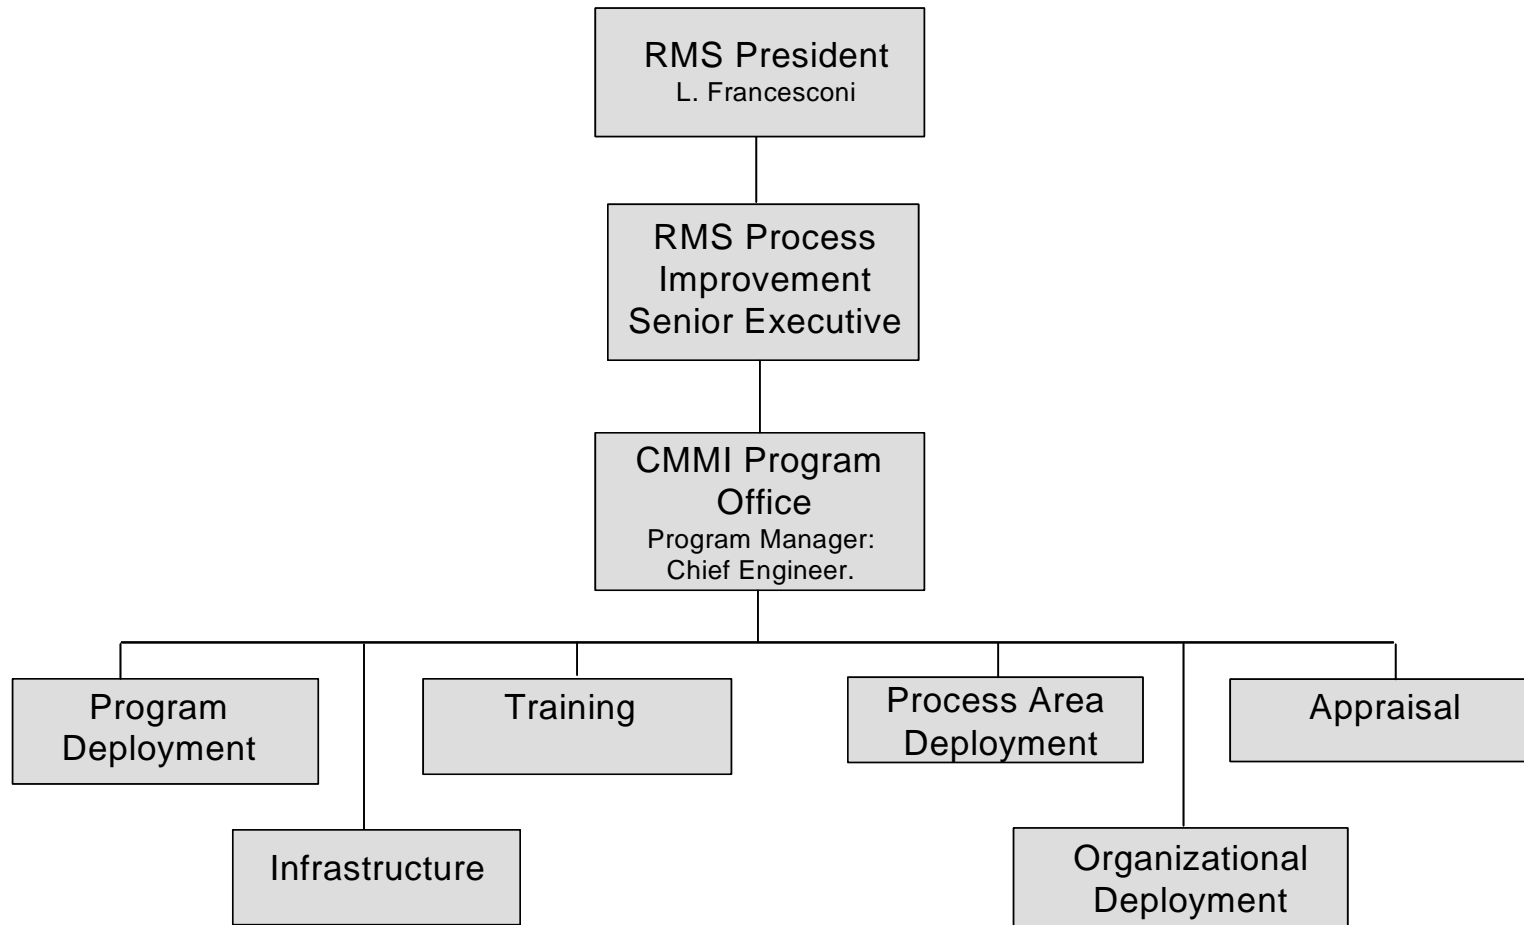 RMS President
L. Francesconi
RMS Process
Improvement
Senior Executive
CMMI Program
Office
Program Manager:
Chief Engineer.
Program
Deployment
Training
Process Area
Deployment
Appraisal
Infrastructure
Organizational
Deployment